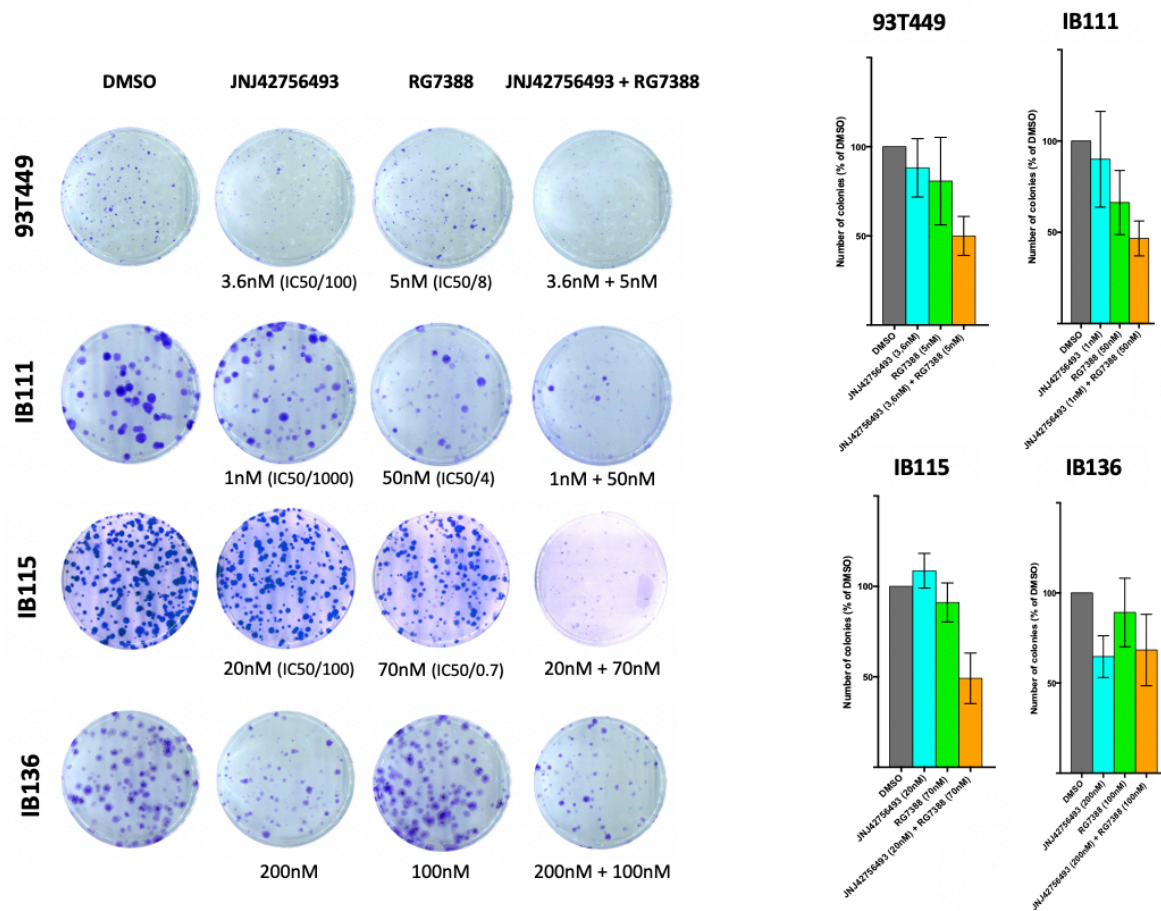 DMSO JNJ42756493 RG7388 JNJ42756493 + RG7388
93T449
3.6nM (IC50/100) 5nM (IC50/8) 3.6nM + 5nM
IB111
1nM (IC50/1000) 50nM (IC50/4) 1nM + 50nM
IB115
20nM (IC50/100) 70nM (IC50/0.7) 20nM + 70nM
IB136
200nM 100nM 200nM + 100nM
93T449
Number of colonies (% of DMSO)
100
50
DMSO
JNJ42756493 (3.6nM)
RG7388 (5nM)
JNJ42756493 (3,6nM) + RG7388 (5nM)
IB111
Number of colonies (% of DMSO)
100
50
DMSO
JNJ42756493 (1nM)
RG7388 (50nM)
JNJ42756493 (1nM) + RG7388 (50nM)
IB115
Number of colonies (% of DMSO)
100
50
DMSO
JNJ42756493 (20nM)
RG7388 (70nM)
JNJ42756493 (20nM) + RG7388 (70nM)
IB136
Number of colonies (% of DMSO)
100
50
DMSO
JNJ42756493 (200nM)
RG7388 (100nM)
JNJ42756493 (200nM) + RG7388 (100nM)